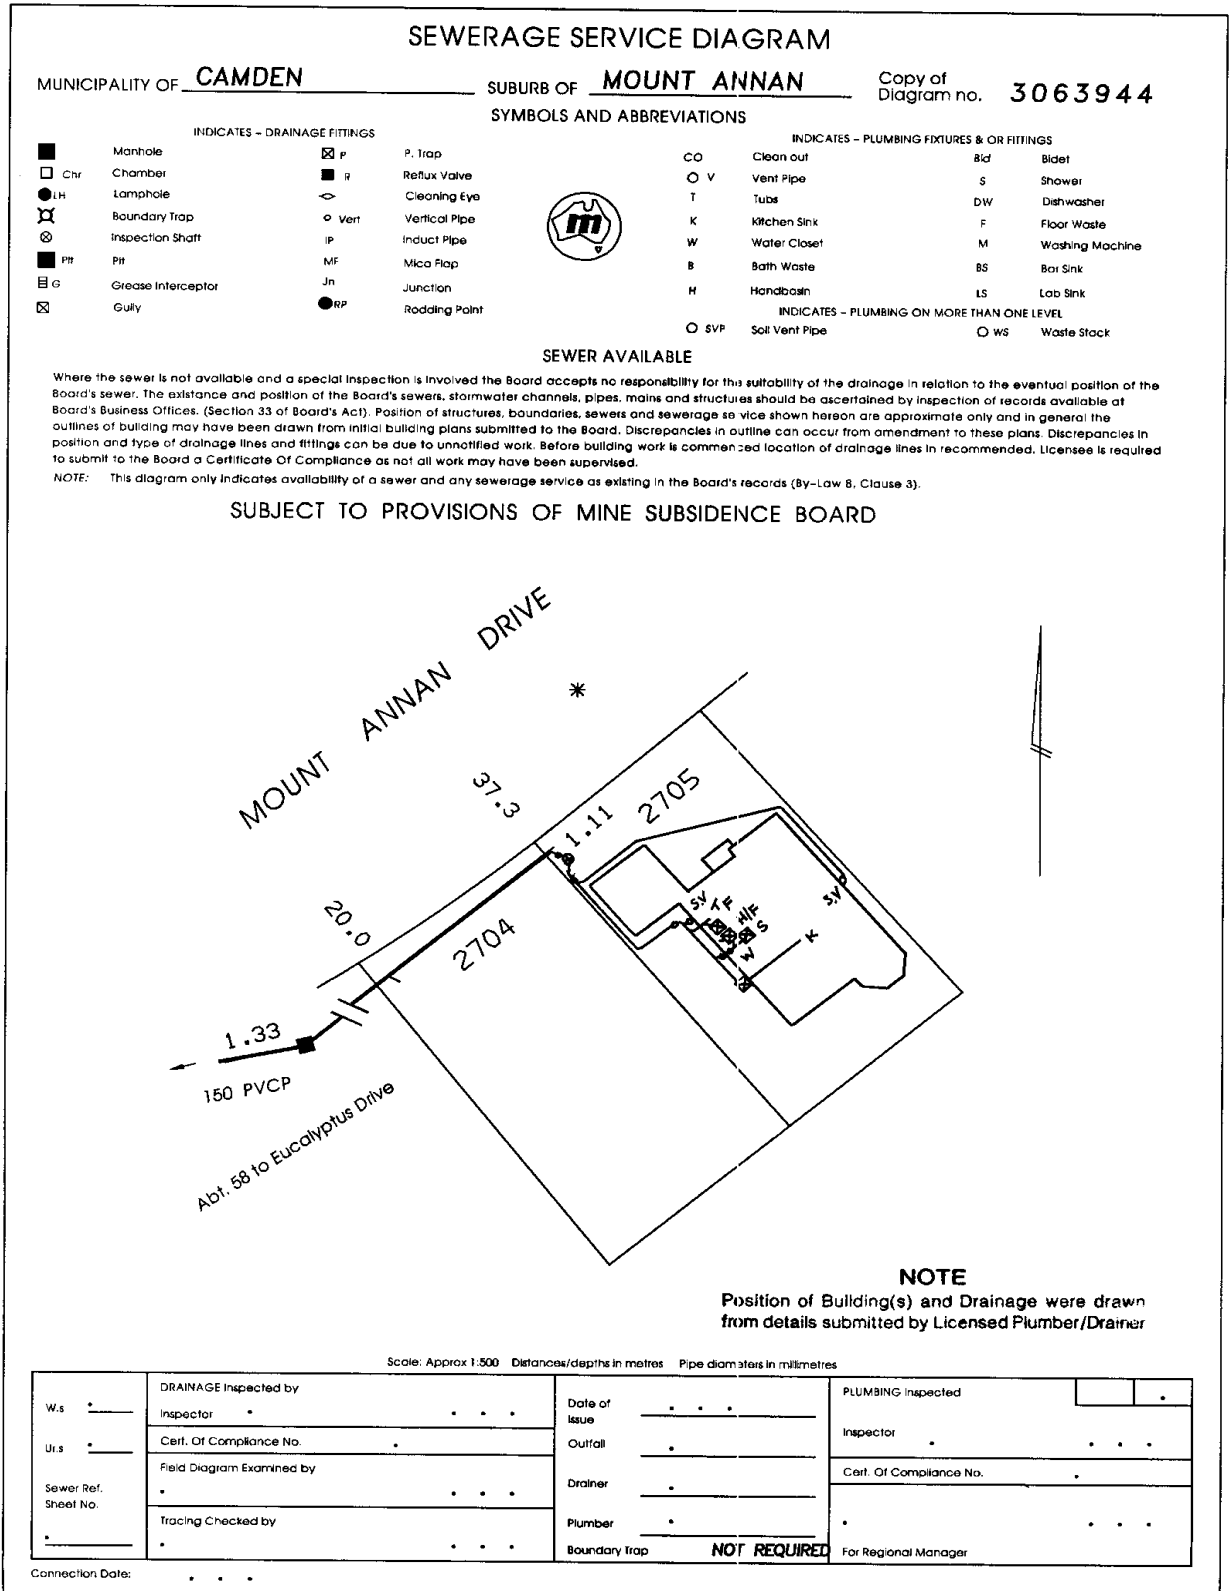 SEWERAGE SERVICE DIAGRAM
MUNICIPALITY OF CAMDEN SUBURB OF MOUNT ANNAN Copy of Diagram no. 3063944
SYMBOLS AND ABBREVIATIONS
INDICATES – DRAINAGE FITTINGS
Manhole
Chr Chamber
LH Lamphole
Boundary Trap
Inspection Shaft
Pit Pit
G Grease Interceptor
Gully
P P. Trap
R Reflux Valve
Cleaning Eye
Vert Vertical Pipe
IP Induct Pipe
MF Mica Flap
Jn Junction
RP Rodding Point
m
INDICATES – PLUMBING FIXTURES & OR FITTINGS
CO Clean out
V Vent Pipe
T Tubs
K Kitchen Sink
W Water Closet
B Bath Waste
H Handbasin
Bid Bidet
S Shower
DW Dishwasher
F Floor Waste
M Washing Machine
BS Bar Sink
LS Lab Sink
INDICATES – PLUMBING ON MORE THAN ONE LEVEL
SVP Soil Vent Pipe
WS Waste Stack
SEWER AVAILABLE
Where the sewer is not available and a special inspection is involved the Board accepts no responsibility for the suitability of the drainage in relation to the eventual position of the
Board's sewer. The existance and position of the Board's sewers, stormwater channels, pipes, mains and structures should be ascertained by inspection of records available at
Board's Business Offices. (Section 33 of Board's Act). Position of structures, boundaries, sewers and sewerage se vice shown hereon are approximate only and in general the
outlines of building may have been drawn from initial building plans submitted to the Board. Discrepancies in outline can occur from amendment to these plans. Discrepancies in
position and type of drainage lines and fittings can be due to unnotified work. Before building work is commenced location of drainage lines in recommended. Licensee is required
to submit to the Board a Certificate Of Compliance as not all work may have been supervised.
NOTE: This diagram only indicates availability of a sewer and any sewerage service as existing in the Board's records (By-Law 8, Clause 3).
SUBJECT TO PROVISIONS OF MINE SUBSIDENCE BOARD
MOUNT ANNAN DRIVE
37.3
1.11
2705
20.0
2704
S.V
T
F
H/F
S
W
K
S.V
1.33
150 PVCP
Abt. 58 to Eucalyptus Drive
NOTE
Position of Building(s) and Drainage were drawn
from details submitted by Licensed Plumber/Drainer
Scale: Approx 1:500 Distances/depths in metres Pipe diameters in millimetres
W.s
Ur.s
Sewer Ref.
Sheet No.
DRAINAGE Inspected by
Inspector
Cert. Of Compliance No.
Field Diagram Examined by
Tracing Checked by
Date of
Issue
Outfall
Drainer
Plumber
Boundary Trap NOT REQUIRED
PLUMBING Inspected
Inspector
Cert. Of Compliance No.
For Regional Manager
Connection Date: